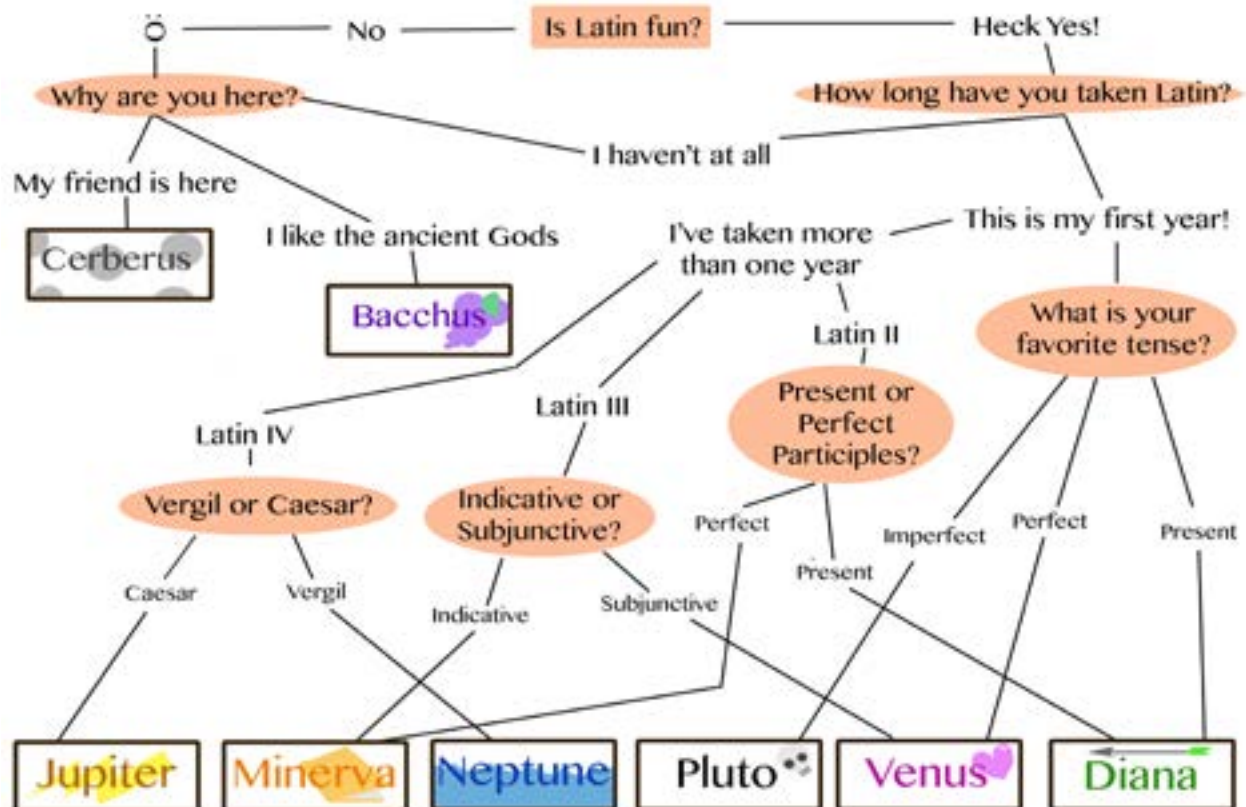 :O
No
Is Latin fun?
Heck Yes!
Why are you here?
How long have you taken Latin?
I haven't at all
My friend is here
Cerberus
I like the ancient Gods
Bacchus
I've taken more
than one year
This is my first year!
What is your
favorite tense?
Latin II
Present or
Perfect
Participles?
Latin III
Latin IV
Vergil or Caesar?
Indicative or
Subjunctive?
Perfect
Present
Imperfect
Perfect
Present
Caesar
Vergil
Indicative
Subjunctive
Jupiter
Minerva
Neptune
Pluto
Venus
Diana